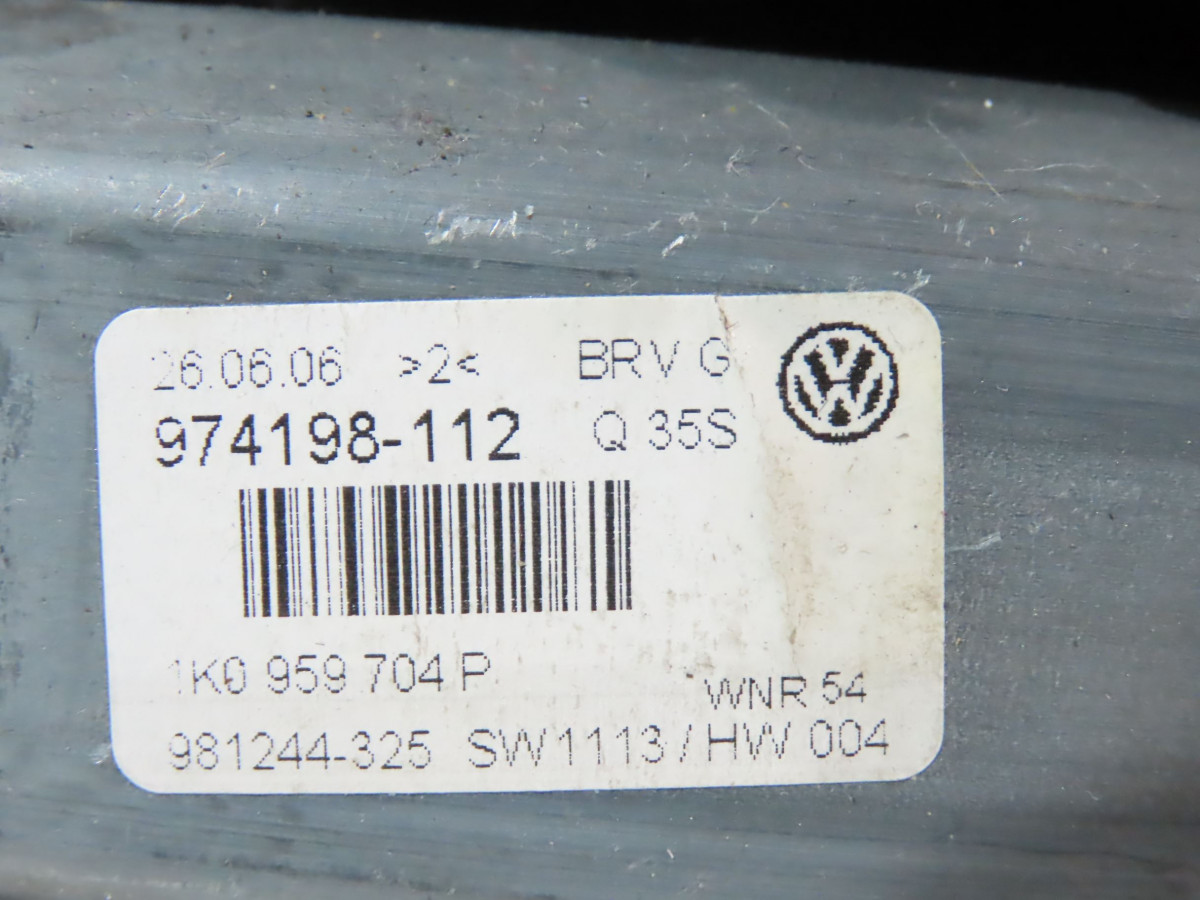 26.06.06 >2< BRV G
974198-112 Q 35S
1K0 959 704 P
WNR 54
981244-325 SW1113 / HW 004